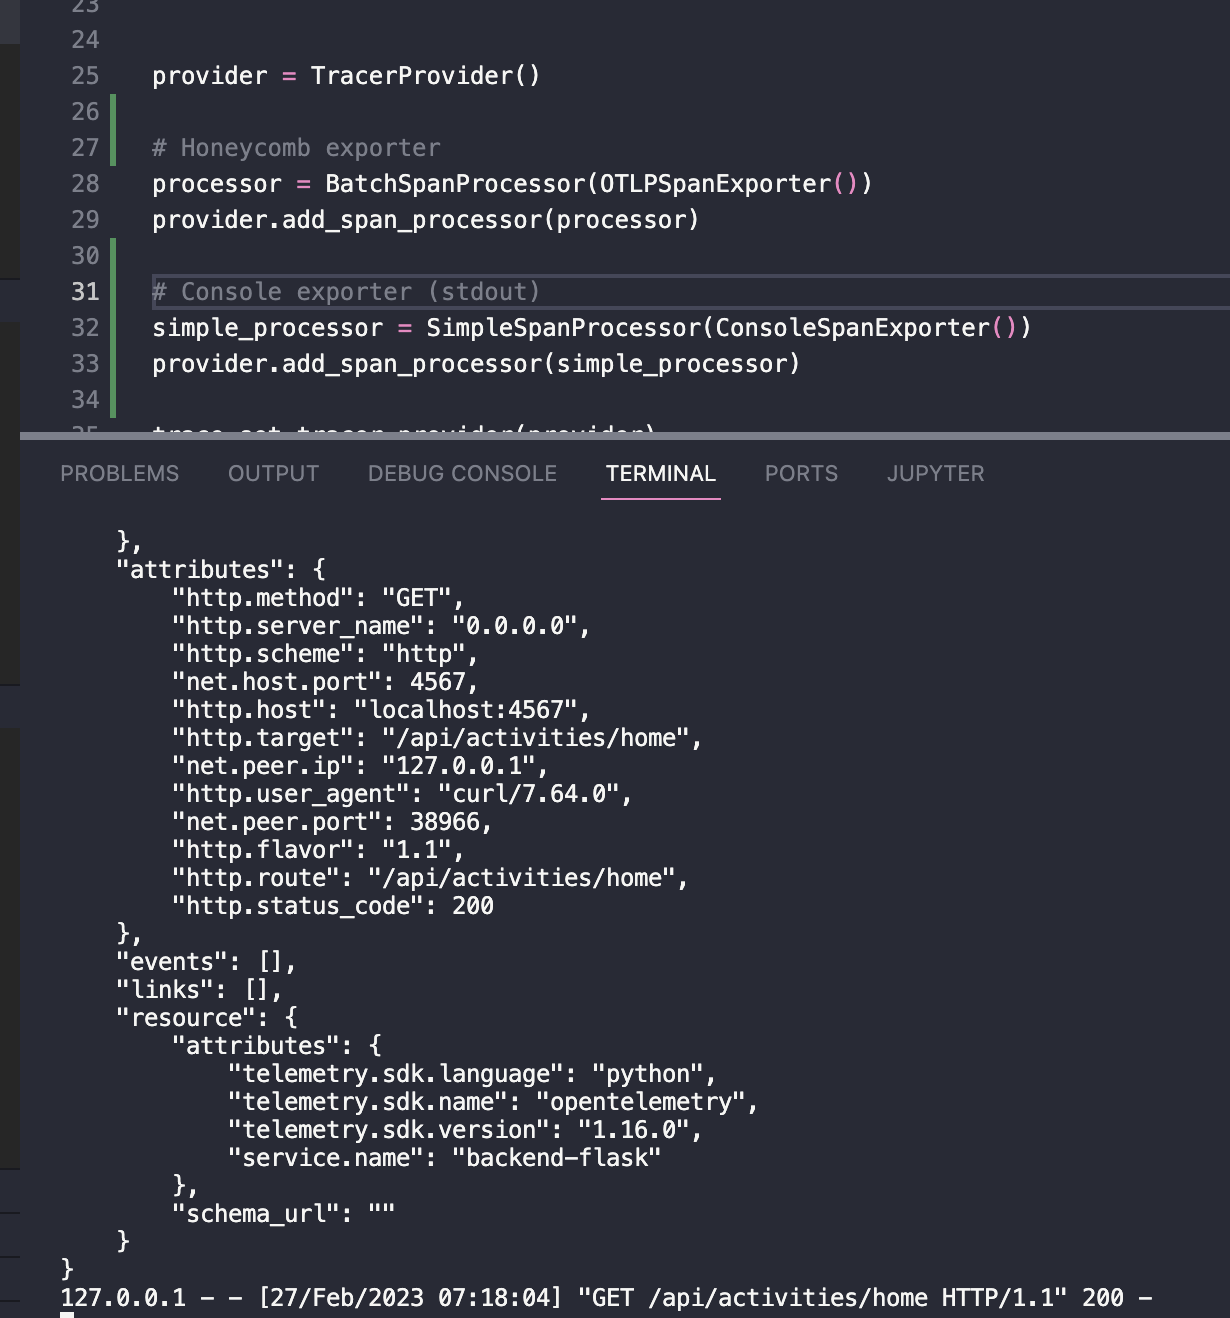 23
24
25 provider = TracerProvider()
26
27 # Honeycomb exporter
28 processor = BatchSpanProcessor(OTLPSpanExporter())
29 provider.add_span_processor(processor)
30
31 # Console exporter (stdout)
32 simple_processor = SimpleSpanProcessor(ConsoleSpanExporter())
33 provider.add_span_processor(simple_processor)
34
35 trace.set_tracer_provider(provider)
PROBLEMS OUTPUT DEBUG CONSOLE TERMINAL PORTS JUPYTER
    },
    "attributes": {
        "http.method": "GET",
        "http.server_name": "0.0.0.0",
        "http.scheme": "http",
        "net.host.port": 4567,
        "http.host": "localhost:4567",
        "http.target": "/api/activities/home",
        "net.peer.ip": "127.0.0.1",
        "http.user_agent": "curl/7.64.0",
        "net.peer.port": 38966,
        "http.flavor": "1.1",
        "http.route": "/api/activities/home",
        "http.status_code": 200
    },
    "events": [],
    "links": [],
    "resource": {
        "attributes": {
            "telemetry.sdk.language": "python",
            "telemetry.sdk.name": "opentelemetry",
            "telemetry.sdk.version": "1.16.0",
            "service.name": "backend-flask"
        },
        "schema_url": ""
    }
}
127.0.0.1 - - [27/Feb/2023 07:18:04] "GET /api/activities/home HTTP/1.1" 200 -